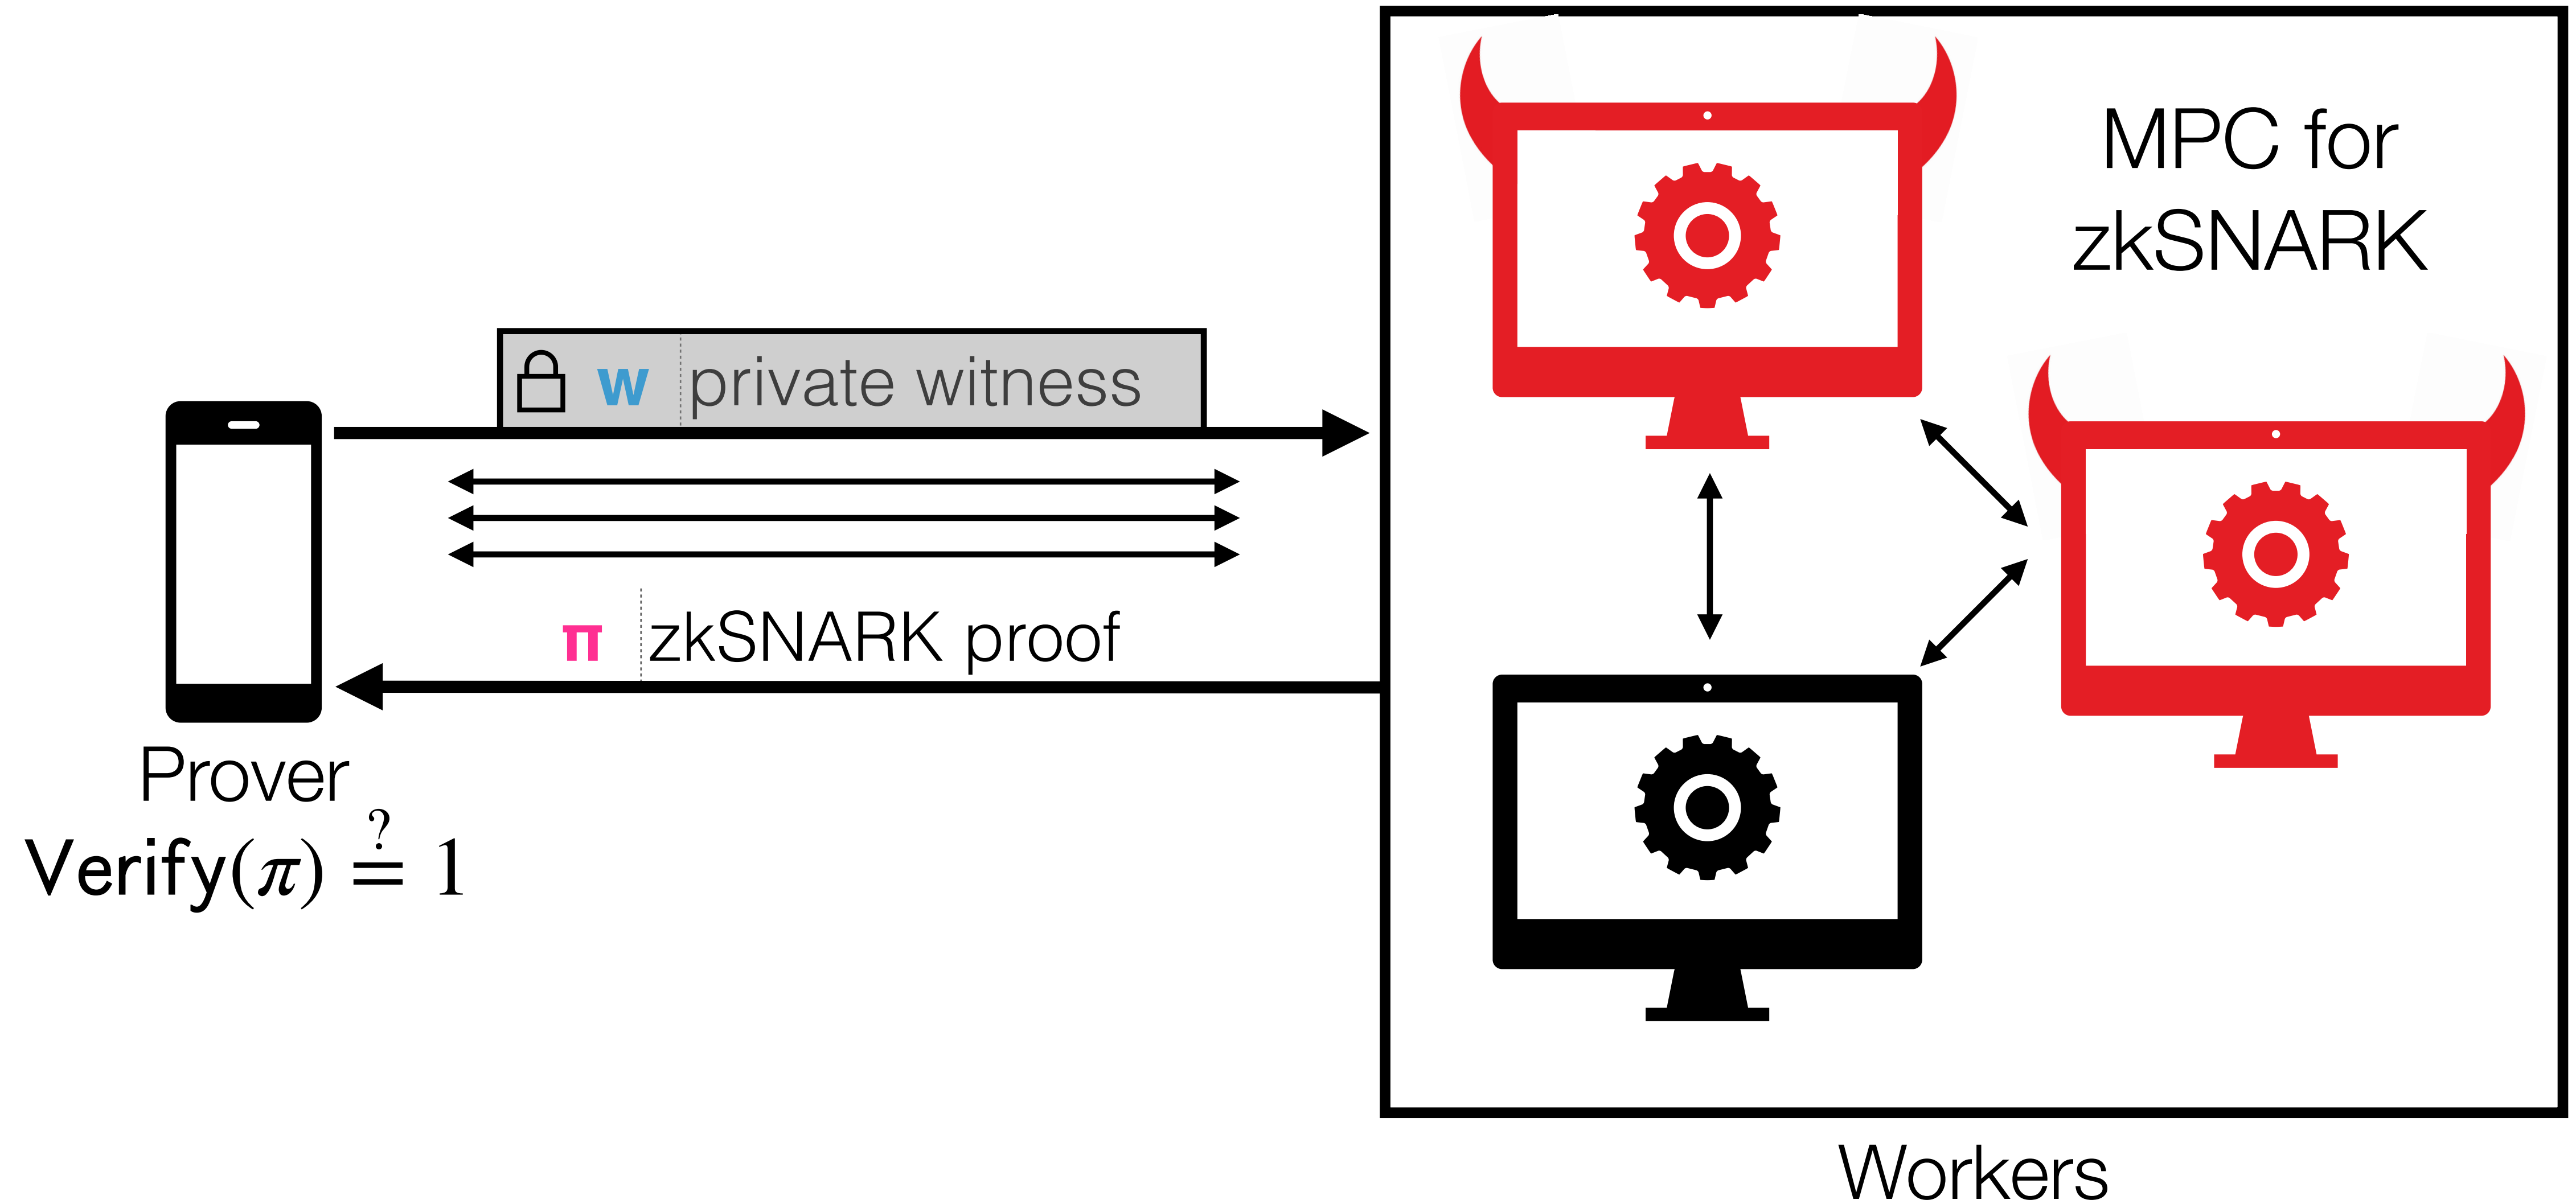 MPC for
zkSNARK
w private witness
π zkSNARK proof
Prover
Verify(π) ≟ 1
Workers